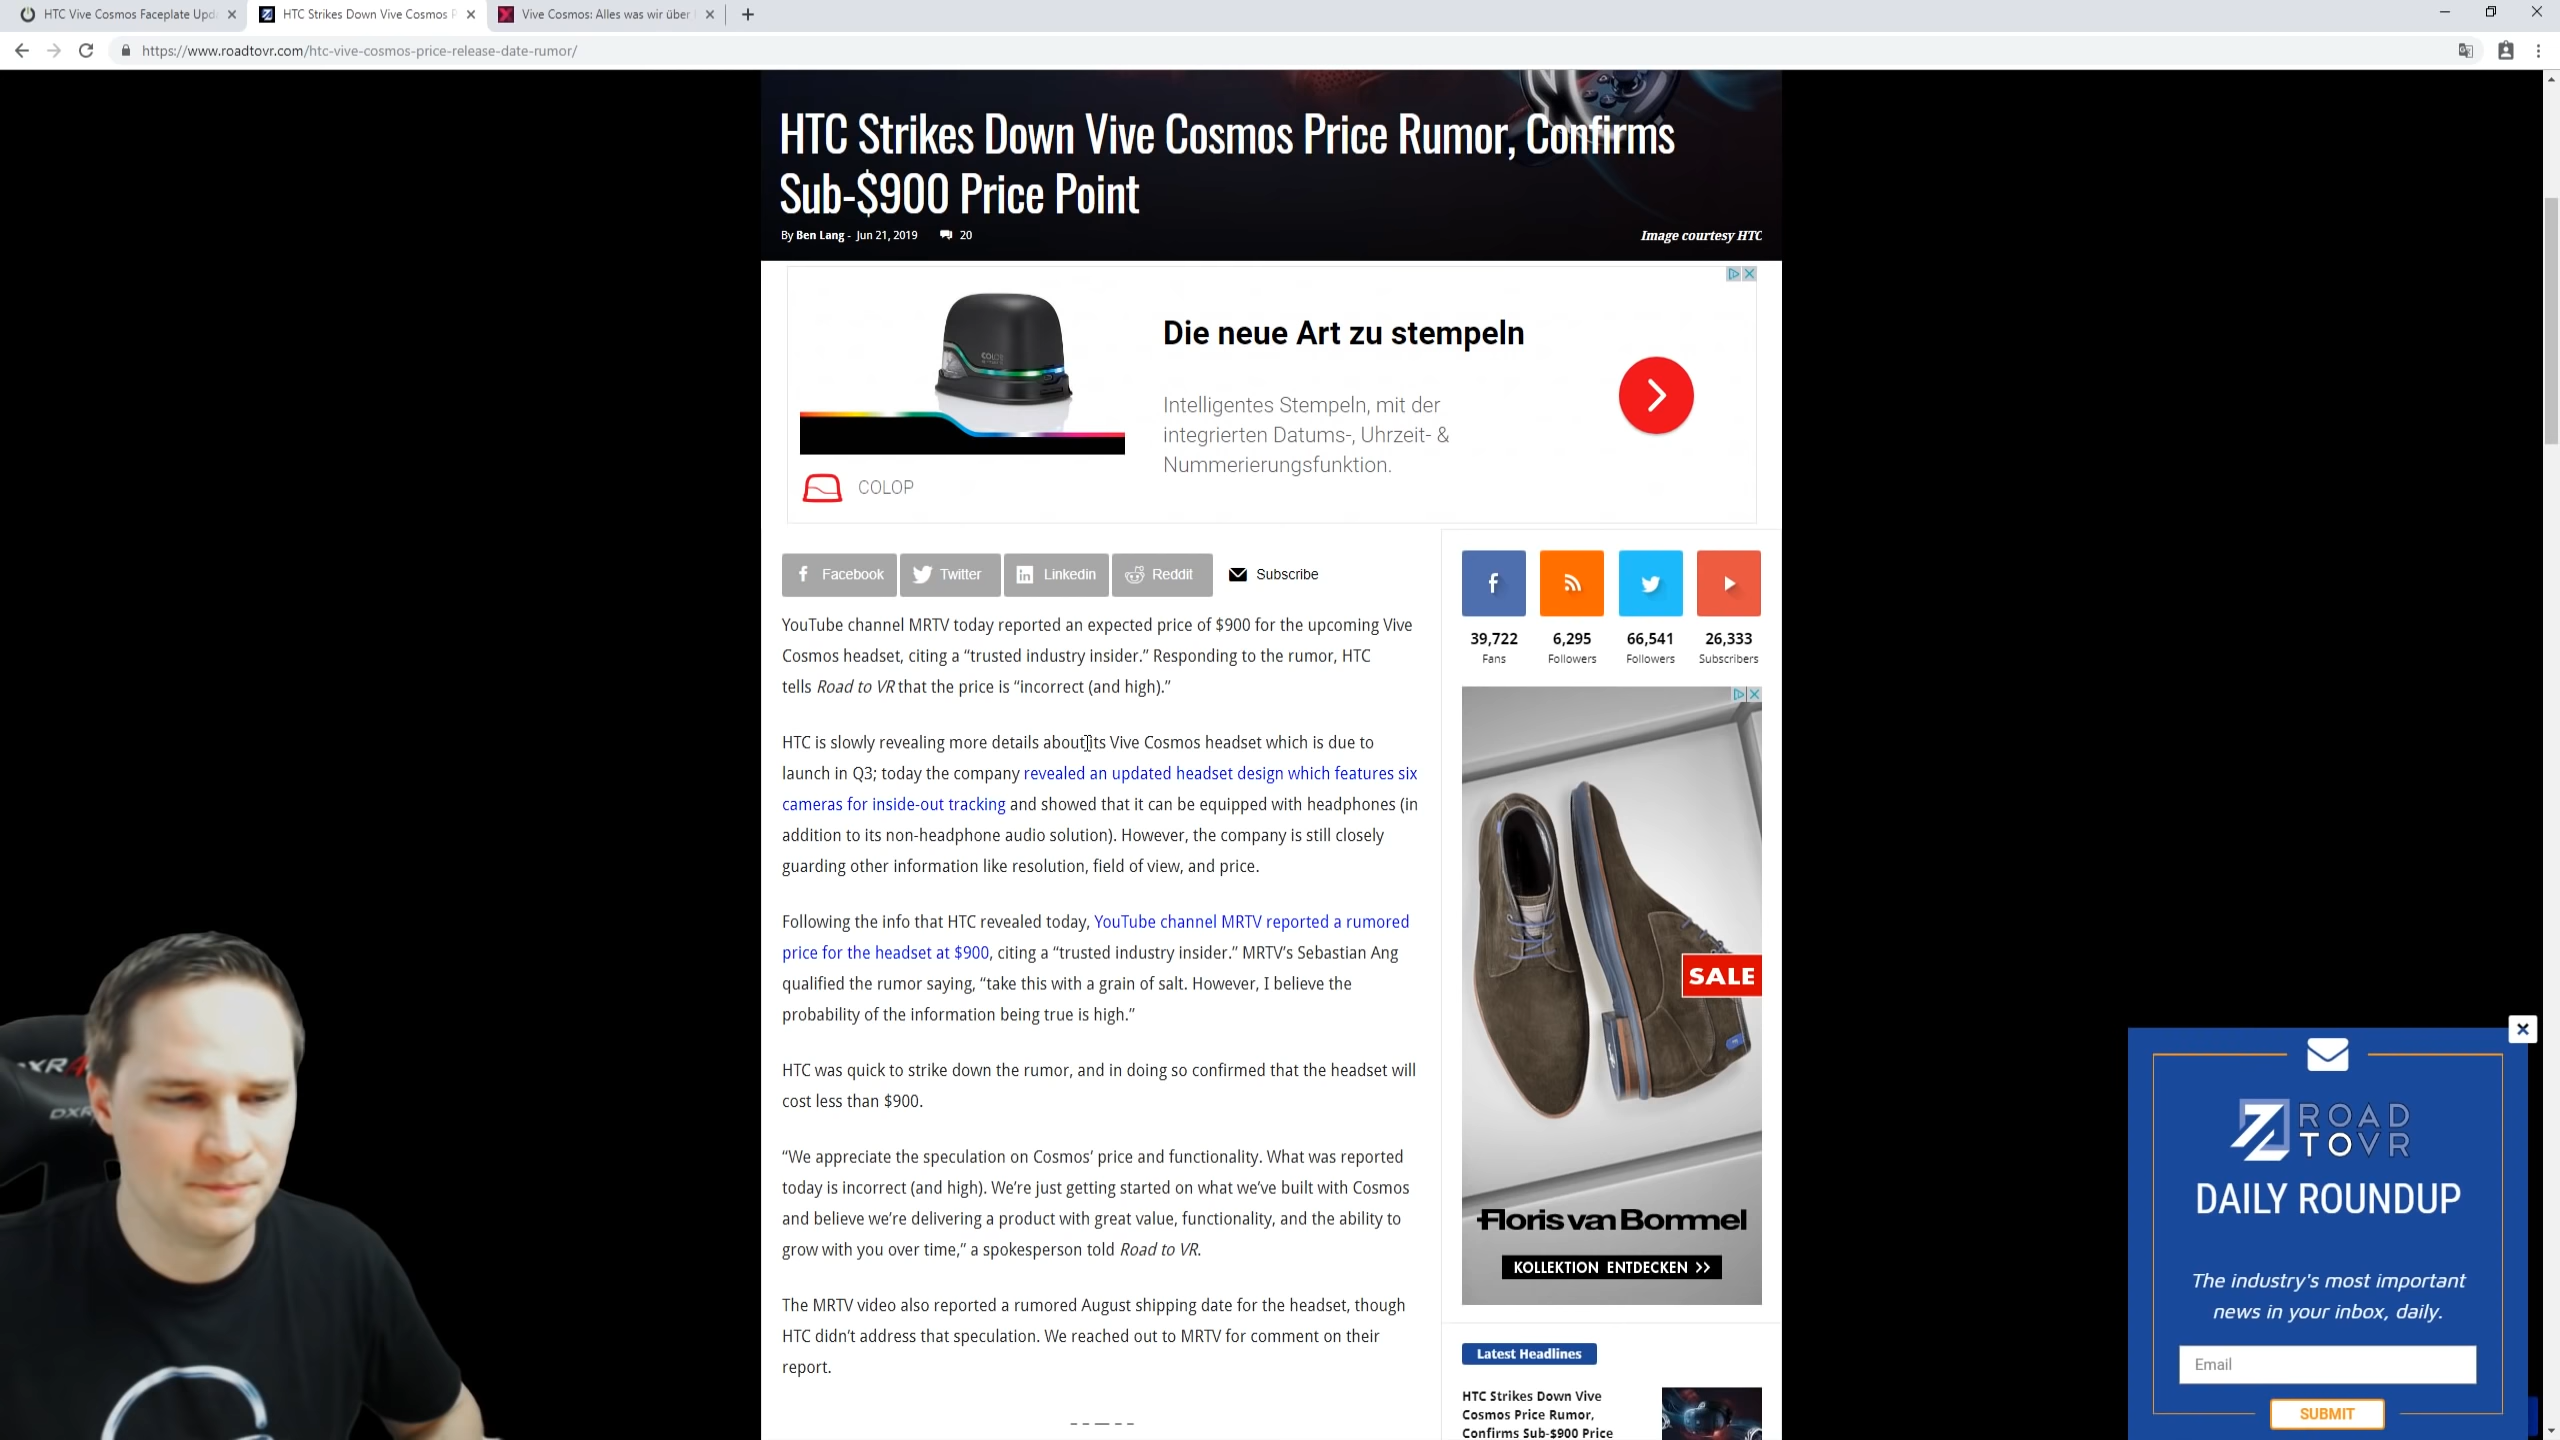 HTC Vive Cosmos Faceplate Upd
HTC Strikes Down Vive Cosmos P
Vive Cosmos: Alles was wir über
https://www.roadtovr.com/htc-vive-cosmos-price-release-date-rumor/
HTC Strikes Down Vive Cosmos Price Rumor, Confirms
Sub-$900 Price Point
By Ben Lang - Jun 21, 2019 20
Image courtesy HTC
Die neue Art zu stempeln
Intelligentes Stempeln, mit der
integrierten Datums-, Uhrzeit- &
Nummerierungsfunktion.
COLOP
Facebook
Twitter
Linkedin
Reddit
Subscribe
YouTube channel MRTV today reported an expected price of $900 for the upcoming Vive
Cosmos headset, citing a “trusted industry insider.” Responding to the rumor, HTC
tells Road to VR that the price is “incorrect (and high).”
HTC is slowly revealing more details about its Vive Cosmos headset which is due to
launch in Q3; today the company revealed an updated headset design which features six
cameras for inside-out tracking and showed that it can be equipped with headphones (in
addition to its non-headphone audio solution). However, the company is still closely
guarding other information like resolution, field of view, and price.
Following the info that HTC revealed today, YouTube channel MRTV reported a rumored
price for the headset at $900, citing a “trusted industry insider.” MRTV’s Sebastian Ang
qualified the rumor saying, “take this with a grain of salt. However, I believe the
probability of the information being true is high.”
HTC was quick to strike down the rumor, and in doing so confirmed that the headset will
cost less than $900.
“We appreciate the speculation on Cosmos’ price and functionality. What was reported
today is incorrect (and high). We’re just getting started on what we’ve built with Cosmos
and believe we’re delivering a product with great value, functionality, and the ability to
grow with you over time,” a spokesperson told Road to VR.
The MRTV video also reported a rumored August shipping date for the headset, though
HTC didn’t address that speculation. We reached out to MRTV for comment on their
report.
39,722
Fans
6,295
Followers
66,541
Followers
26,333
Subscribers
SALE
Floris van Bommel
KOLLEKTION ENTDECKEN >>
Latest Headlines
HTC Strikes Down Vive
Cosmos Price Rumor,
Confirms Sub-$900 Price
ROAD
TOVR
DAILY ROUNDUP
The industry's most important
news in your inbox, daily.
Email
SUBMIT